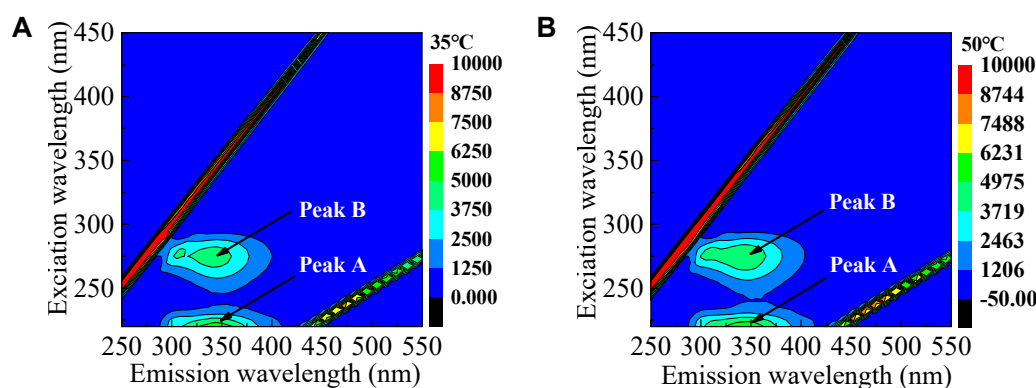 A
35°C
Exciation wavelength (nm)
450
400
350
300
250
10000
8750
7500
6250
5000
3750
2500
1250
0.000
Peak B
Peak A
250 300 350 400 450 500 550
Emission wavelength (nm)
B
50°C
Exciation wavelength (nm)
450
400
350
300
250
10000
8744
7488
6231
4975
3719
2463
1206
-50.00
Peak B
Peak A
250 300 350 400 450 500 550
Emission wavelength (nm)